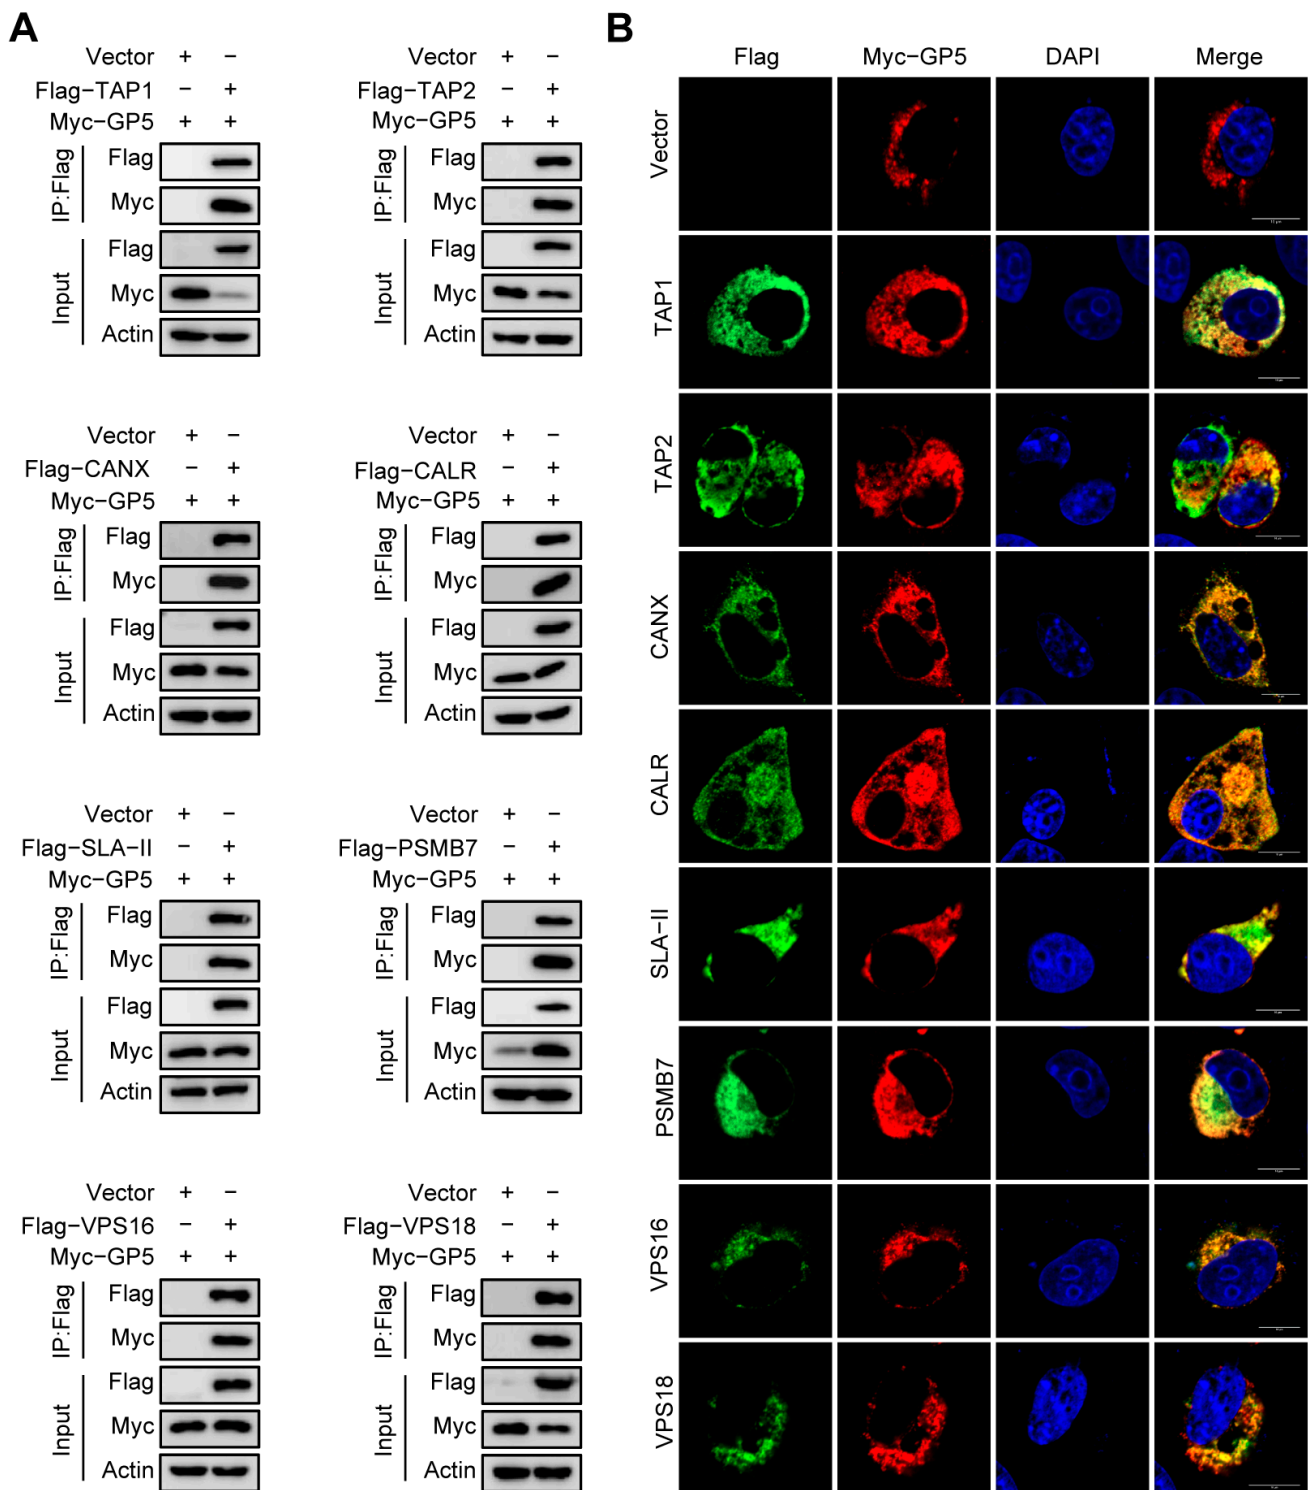 A
Vector + −
Flag−TAP1 − +
Myc−GP5 + +
IP:Flag
Flag
Myc
Input
Flag
Myc
Actin
Vector + −
Flag−TAP2 − +
Myc−GP5 + +
IP:Flag
Flag
Myc
Input
Flag
Myc
Actin
Vector + −
Flag−CANX − +
Myc−GP5 + +
IP:Flag
Flag
Myc
Input
Flag
Myc
Actin
Vector + −
Flag−CALR − +
Myc−GP5 + +
IP:Flag
Flag
Myc
Input
Flag
Myc
Actin
Vector + −
Flag−SLA−II − +
Myc−GP5 + +
IP:Flag
Flag
Myc
Input
Flag
Myc
Actin
Vector + −
Flag−PSMB7 − +
Myc−GP5 + +
IP:Flag
Flag
Myc
Input
Flag
Myc
Actin
Vector + −
Flag−VPS16 − +
Myc−GP5 + +
IP:Flag
Flag
Myc
Input
Flag
Myc
Actin
Vector + −
Flag−VPS18 − +
Myc−GP5 + +
IP:Flag
Flag
Myc
Input
Flag
Myc
Actin
B
Flag Myc−GP5 DAPI Merge
Vector
TAP1
TAP2
CANX
CALR
SLA−II
PSMB7
VPS16
VPS18